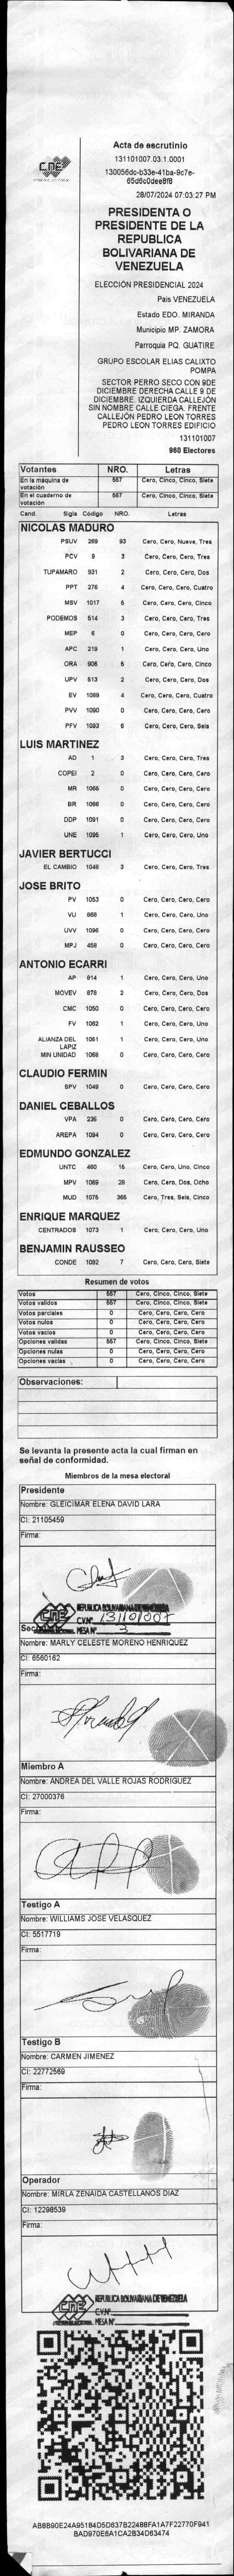 CNE
Acta de escrutinio
131101007.03.1.0001
130056dc-b33e-41ba-9c7e-
65d6c0dee8f8
28/07/2024 07:03:27 PM
PRESIDENTA O
PRESIDENTE DE LA
REPUBLICA
BOLIVARIANA DE
VENEZUELA
ELECCIÓN PRESIDENCIAL 2024
Pais VENEZUELA
Estado EDO. MIRANDA
Municipio MP. ZAMORA
Parroquia PQ. GUATIRE
GRUPO ESCOLAR ELIAS CALIXTO
POMPA
SECTOR PERRO SECO CON 9DE
DICIEMBRE DERECHA CALLE 9 DE
DICIEMBRE. IZQUIERDA CALLEJÓN
SIN NOMBRE CALLE CIEGA. FRENTE
CALLEJÓN PEDRO LEON TORRES
PEDRO LEON TORRES EDIFICIO
131101007
960 Electores
Votantes NRO. Letras
En la máquina de votación 557 Cero, Cinco, Cinco, Siete
En el cuaderno de votación 557 Cero, Cinco, Cinco, Siete
Cand. Sigla Código NRO. Letras
NICOLAS MADURO
PSUV 269 93 Cero, Cero, Nueve, Tres
PCV 9 3 Cero, Cero, Cero, Tres
TUPAMARO 931 2 Cero, Cero, Cero, Dos
PPT 276 4 Cero, Cero, Cero, Cuatro
MSV 1017 5 Cero, Cero, Cero, Cinco
PODEMOS 514 3 Cero, Cero, Cero, Tres
MEP 6 0 Cero, Cero, Cero, Cero
APC 219 1 Cero, Cero, Cero, Uno
ORA 906 5 Cero, Cero, Cero, Cinco
UPV 513 2 Cero, Cero, Cero, Dos
EV 1089 4 Cero, Cero, Cero, Cuatro
PVV 1090 0 Cero, Cero, Cero, Cero
PFV 1093 6 Cero, Cero, Cero, Seis
LUIS MARTINEZ
AD 1 3 Cero, Cero, Cero, Tres
COPEI 2 0 Cero, Cero, Cero, Cero
MR 1065 0 Cero, Cero, Cero, Cero
BR 1066 0 Cero, Cero, Cero, Cero
DDP 1091 0 Cero, Cero, Cero, Cero
UNE 1095 1 Cero, Cero, Cero, Uno
JAVIER BERTUCCI
EL CAMBIO 1048 3 Cero, Cero, Cero, Tres
JOSE BRITO
PV 1053 0 Cero, Cero, Cero, Cero
VU 868 1 Cero, Cero, Cero, Uno
UVV 1096 0 Cero, Cero, Cero, Cero
MPJ 458 0 Cero, Cero, Cero, Cero
ANTONIO ECARRI
AP 814 1 Cero, Cero, Cero, Uno
MOVEV 878 2 Cero, Cero, Cero, Dos
CMC 1050 0 Cero, Cero, Cero, Cero
FV 1062 1 Cero, Cero, Cero, Uno
ALIANZA DEL 1051 1 Cero, Cero, Cero, Uno
LAPIZ
MIN UNIDAD 1068 0 Cero, Cero, Cero, Cero
CLAUDIO FERMIN
SPV 1049 0 Cero, Cero, Cero, Cero
DANIEL CEBALLOS
VPA 236 0 Cero, Cero, Cero, Cero
AREPA 1094 0 Cero, Cero, Cero, Cero
EDMUNDO GONZALEZ
UNTC 460 15 Cero, Cero, Uno, Cinco
MPV 1069 28 Cero, Cero, Dos, Ocho
MUD 1075 365 Cero, Tres, Seis, Cinco
ENRIQUE MARQUEZ
CENTRADOS 1073 1 Cero, Cero, Cero, Uno
BENJAMIN RAUSSEO
CONDE 1092 7 Cero, Cero, Cero, Siete
Resumen de votos
Votos 557 Cero, Cinco, Cinco, Siete
Votos validos 557 Cero, Cinco, Cinco, Siete
Votos parciales 0 Cero, Cero, Cero, Cero
Votos nulos 0 Cero, Cero, Cero, Cero
Votos vacios 0 Cero, Cero, Cero, Cero
Opciones validas 557 Cero, Cinco, Cinco, Siete
Opciones nulas 0 Cero, Cero, Cero, Cero
Opciones vacias 0 Cero, Cero, Cero, Cero
Observaciones:
Se levanta la presente acta la cual firman en
señal de conformidad.
Miembros de la mesa electoral
Presidente
Nombre: GLEICIMAR ELENA DAVID LARA
CI: 21105459
Firma:
CNE REPUBLICA BOLIVARIANA DE VENEZUELA
C.V.Nº 131101007
MESA Nº 3
Secretario
Nombre: MARLY CELESTE MORENO HENRIQUEZ
CI: 6560162
Firma:
Miembro A
Nombre: ANDREA DEL VALLE ROJAS RODRIGUEZ
CI: 27000376
Firma:
Testigo A
Nombre: WILLIAMS JOSE VELASQUEZ
CI: 5517719
Firma:
Testigo B
Nombre: CARMEN JIMENEZ
CI: 22772569
Firma:
Operador
Nombre: MIRLA ZENAIDA CASTELLANOS DIAZ
CI: 12298539
Firma:
CNE REPUBLICA BOLIVARIANA DE VENEZUELA
C.V.Nº
MESA Nº
AB8B90E24A95184D5D637B22488FA1A7F22770F941
BAD970E6A1CA2B34D63474